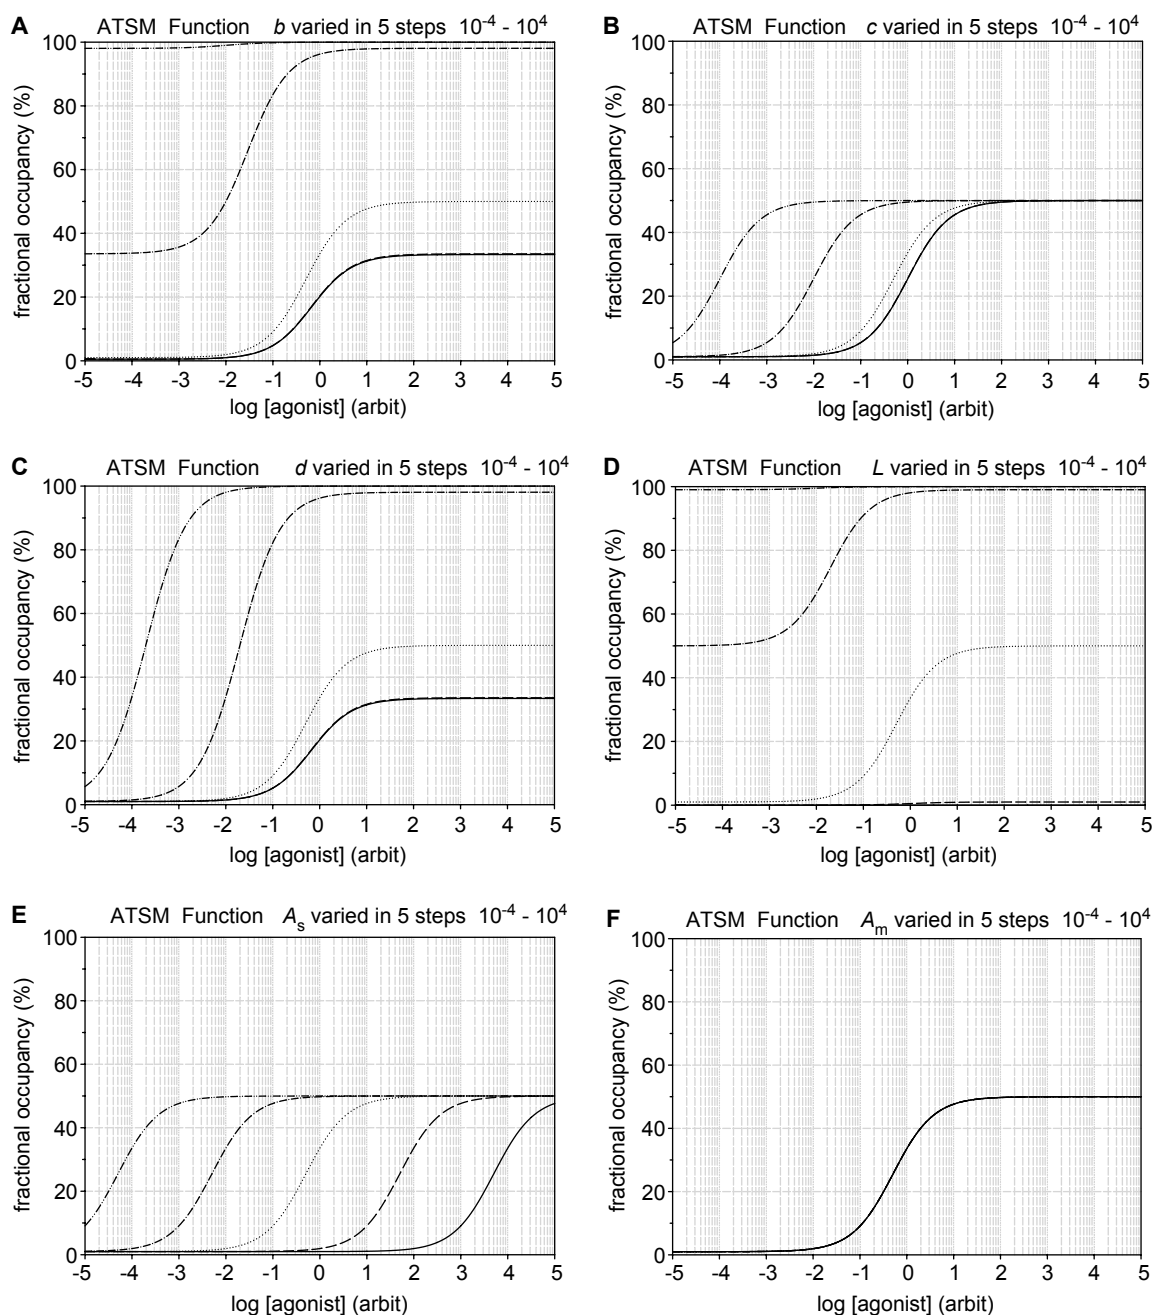 A ATSM Function b varied in 5 steps 10⁻⁴ - 10⁴
fractional occupancy (%)
100
80
60
40
20
0
-5 -4 -3 -2 -1 0 1 2 3 4 5
log [agonist] (arbit)
B ATSM Function c varied in 5 steps 10⁻⁴ - 10⁴
fractional occupancy (%)
100
80
60
40
20
0
-5 -4 -3 -2 -1 0 1 2 3 4 5
log [agonist] (arbit)
C ATSM Function d varied in 5 steps 10⁻⁴ - 10⁴
fractional occupancy (%)
100
80
60
40
20
0
-5 -4 -3 -2 -1 0 1 2 3 4 5
log [agonist] (arbit)
D ATSM Function L varied in 5 steps 10⁻⁴ - 10⁴
fractional occupancy (%)
100
80
60
40
20
0
-5 -4 -3 -2 -1 0 1 2 3 4 5
log [agonist] (arbit)
E ATSM Function Aₛ varied in 5 steps 10⁻⁴ - 10⁴
fractional occupancy (%)
100
80
60
40
20
0
-5 -4 -3 -2 -1 0 1 2 3 4 5
log [agonist] (arbit)
F ATSM Function Aₘ varied in 5 steps 10⁻⁴ - 10⁴
fractional occupancy (%)
100
80
60
40
20
0
-5 -4 -3 -2 -1 0 1 2 3 4 5
log [agonist] (arbit)